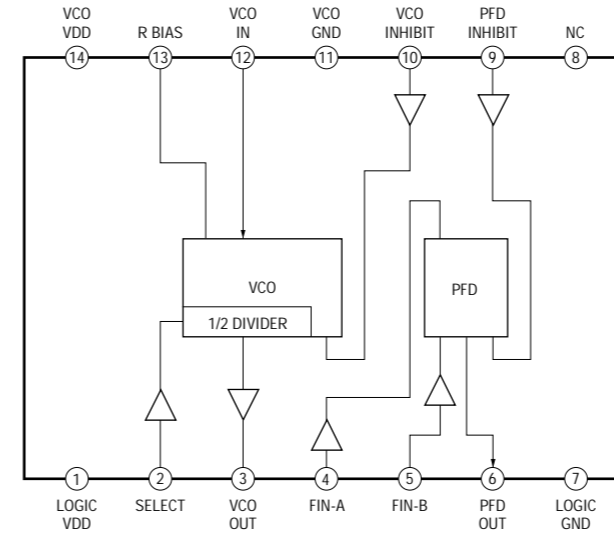 VCO
VDD
R BIAS
VCO
IN
VCO
GND
VCO
INHIBIT
PFD
INHIBIT
NC
14
13
12
11
10
9
8
VCO
PFD
1/2 DIVIDER
1
2
3
4
5
6
7
LOGIC
VDD
SELECT
VCO
OUT
FIN-A
FIN-B
PFD
OUT
LOGIC
GND